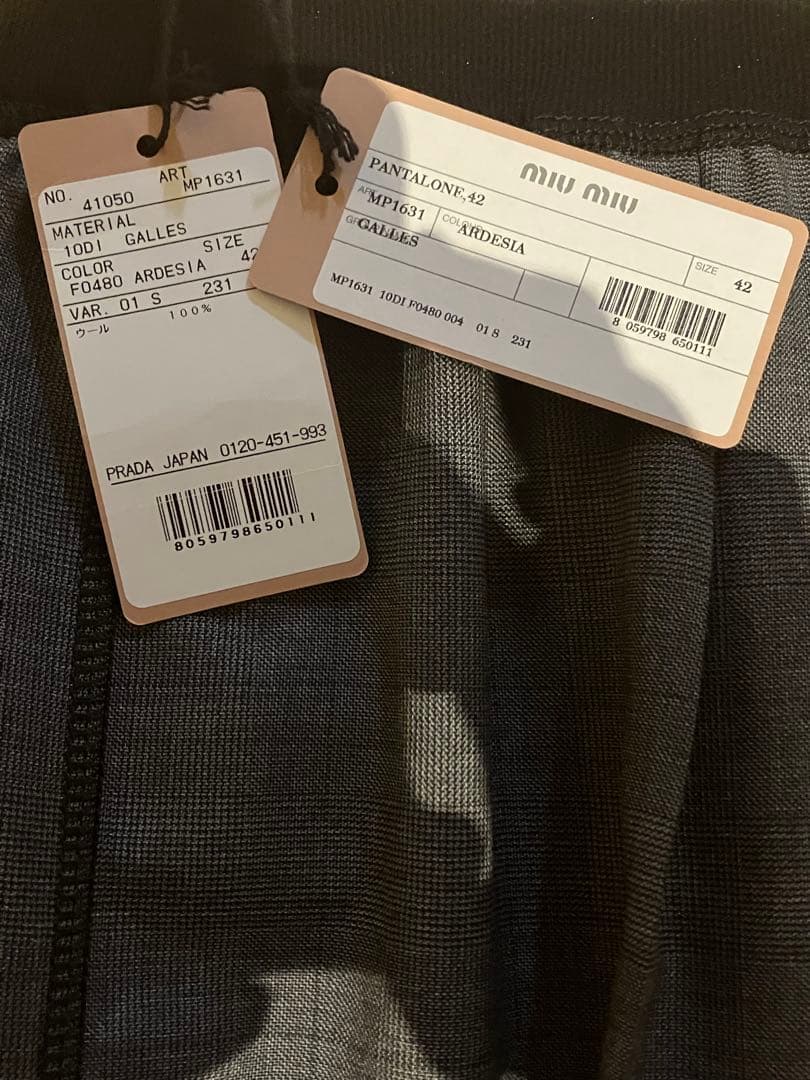 ART
NO. 41050 MP1631
MATERIAL
10DI GALLES
COLOR SIZE
F0480 ARDESIA 42
VAR. 01 S 231
ウール 100%
PRADA JAPAN 0120-451-993
8059798650111
miu miu
PANTALONE,42
ART MP1631 COLOUR ARDESIA SIZE 42
GALLES
MP1631 10DI F0480 004 01 S 231
8 059798 650111